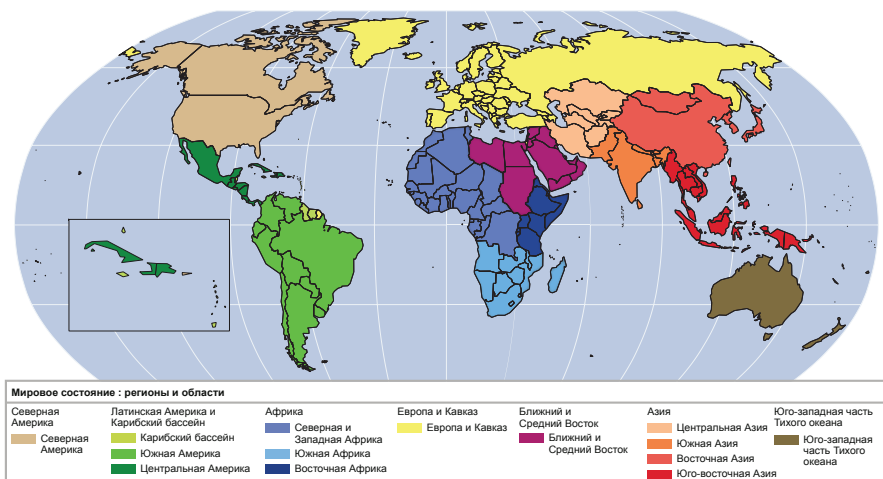 Мировое состояние : регионы и области
Северная
Америка
Северная
Америка
Латинская Америка и
Карибский бассейн
Карибский бассейн
Южная Америка
Центральная Америка
Африка
Северная и
Западная Африка
Южная Африка
Восточная Африка
Европа и Кавказ
Европа и Кавказ
Ближний и
Средний Восток
Ближний и
Средний Восток
Азия
Центральная Азия
Южная Азия
Восточная Азия
Юго-восточная Азия
Юго-западная часть
Тихого океана
Юго-западная
часть Тихого
океана